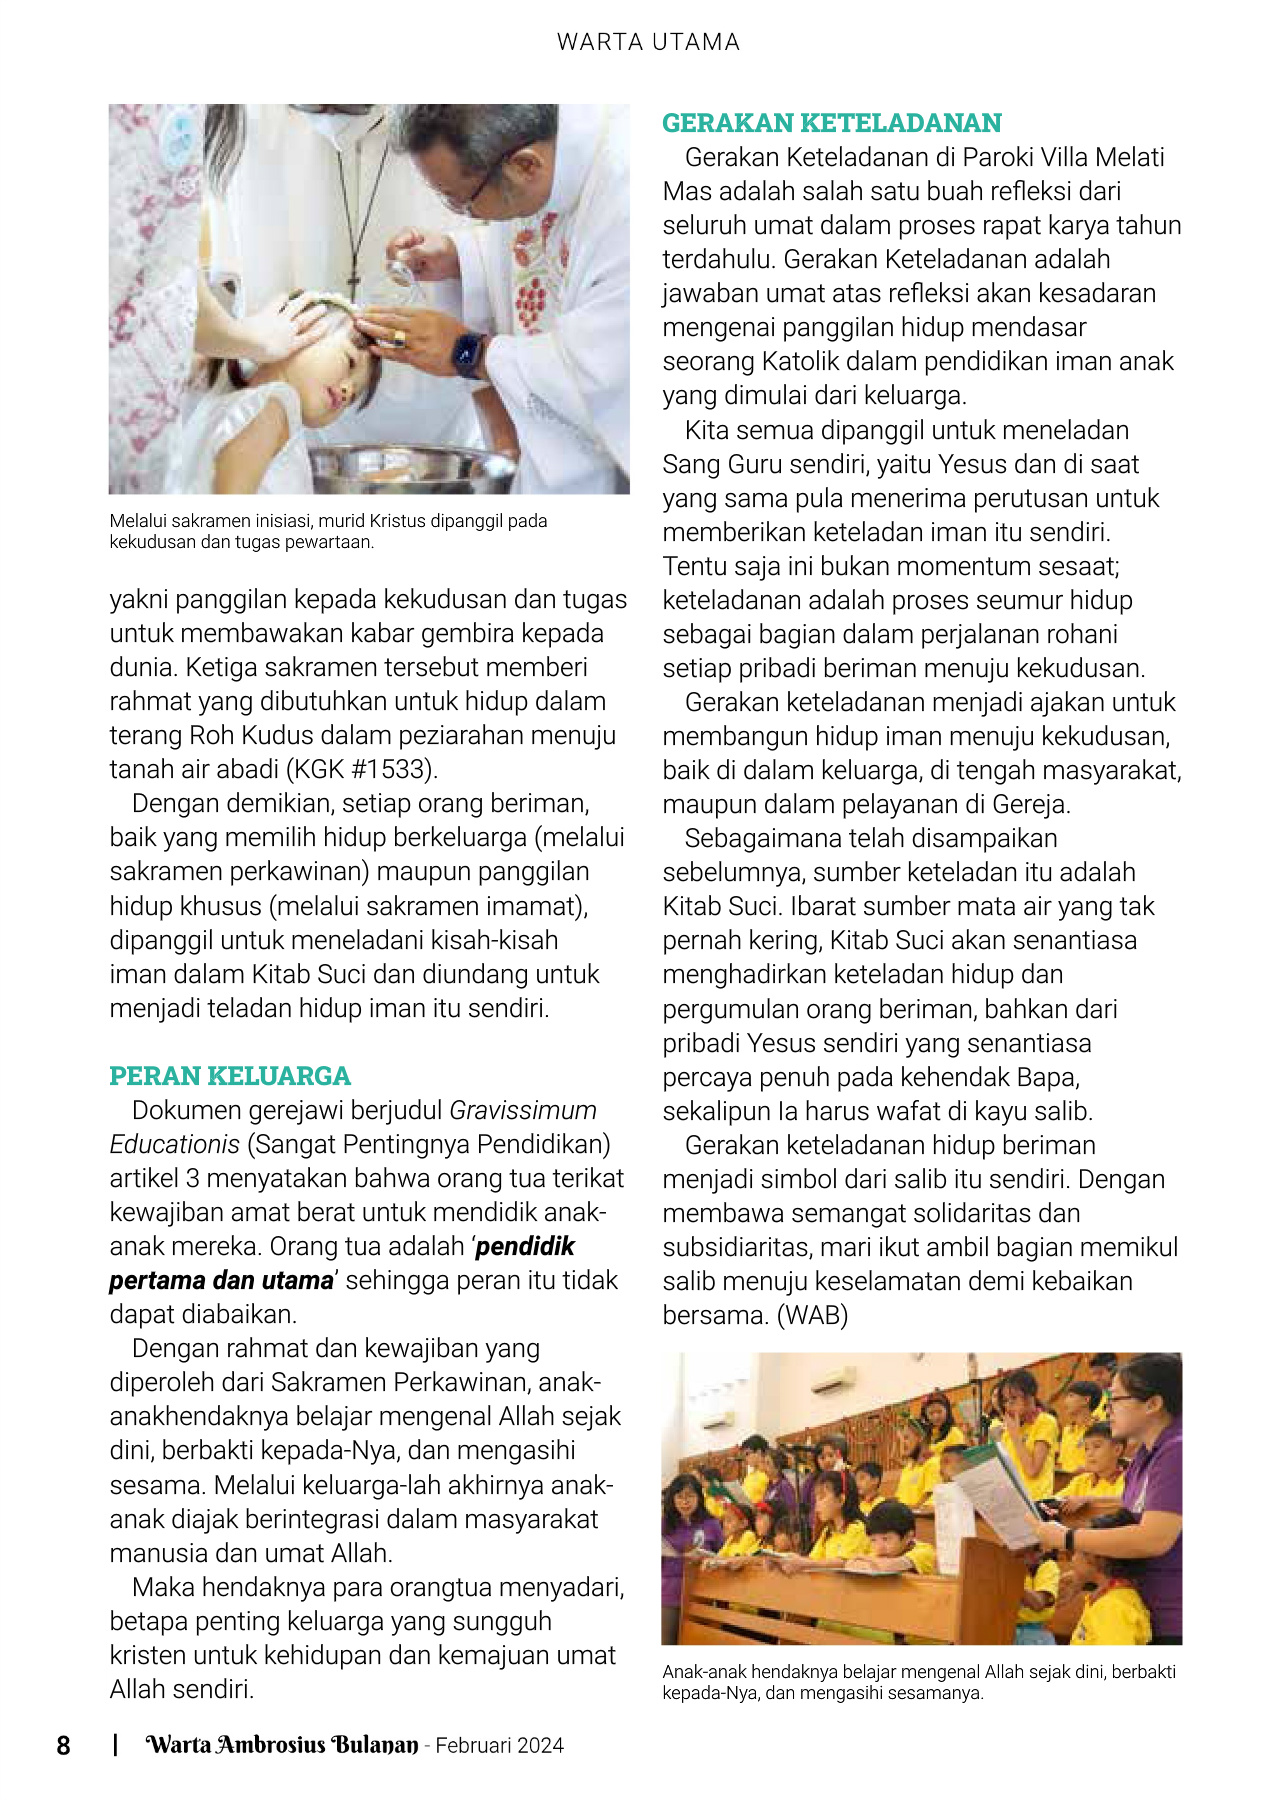 WARTA UTAMA
Melalui sakramen inisiasi, murid Kristus dipanggil pada
kekudusan dan tugas pewartaan.
yakni panggilan kepada kekudusan dan tugas
untuk membawakan kabar gembira kepada
dunia. Ketiga sakramen tersebut memberi
rahmat yang dibutuhkan untuk hidup dalam
terang Roh Kudus dalam peziarahan menuju
tanah air abadi (KGK #1533).
Dengan demikian, setiap orang beriman,
baik yang memilih hidup berkeluarga (melalui
sakramen perkawinan) maupun panggilan
hidup khusus (melalui sakramen imamat),
dipanggil untuk meneladani kisah-kisah
iman dalam Kitab Suci dan diundang untuk
menjadi teladan hidup iman itu sendiri.
PERAN KELUARGA
Dokumen gerejawi berjudul Gravissimum
Educationis (Sangat Pentingnya Pendidikan)
artikel 3 menyatakan bahwa orang tua terikat
kewajiban amat berat untuk mendidik anak-
anak mereka. Orang tua adalah ‘pendidik
pertama dan utama’ sehingga peran itu tidak
dapat diabaikan.
Dengan rahmat dan kewajiban yang
diperoleh dari Sakramen Perkawinan, anak-
anakhendaknya belajar mengenal Allah sejak
dini, berbakti kepada-Nya, dan mengasihi
sesama. Melalui keluarga-lah akhirnya anak-
anak diajak berintegrasi dalam masyarakat
manusia dan umat Allah.
Maka hendaknya para orangtua menyadari,
betapa penting keluarga yang sungguh
kristen untuk kehidupan dan kemajuan umat
Allah sendiri.
GERAKAN KETELADANAN
Gerakan Keteladanan di Paroki Villa Melati
Mas adalah salah satu buah refleksi dari
seluruh umat dalam proses rapat karya tahun
terdahulu. Gerakan Keteladanan adalah
jawaban umat atas refleksi akan kesadaran
mengenai panggilan hidup mendasar
seorang Katolik dalam pendidikan iman anak
yang dimulai dari keluarga.
Kita semua dipanggil untuk meneladan
Sang Guru sendiri, yaitu Yesus dan di saat
yang sama pula menerima perutusan untuk
memberikan keteladan iman itu sendiri.
Tentu saja ini bukan momentum sesaat;
keteladanan adalah proses seumur hidup
sebagai bagian dalam perjalanan rohani
setiap pribadi beriman menuju kekudusan.
Gerakan keteladanan menjadi ajakan untuk
membangun hidup iman menuju kekudusan,
baik di dalam keluarga, di tengah masyarakat,
maupun dalam pelayanan di Gereja.
Sebagaimana telah disampaikan
sebelumnya, sumber keteladan itu adalah
Kitab Suci. Ibarat sumber mata air yang tak
pernah kering, Kitab Suci akan senantiasa
menghadirkan keteladan hidup dan
pergumulan orang beriman, bahkan dari
pribadi Yesus sendiri yang senantiasa
percaya penuh pada kehendak Bapa,
sekalipun Ia harus wafat di kayu salib.
Gerakan keteladanan hidup beriman
menjadi simbol dari salib itu sendiri. Dengan
membawa semangat solidaritas dan
subsidiaritas, mari ikut ambil bagian memikul
salib menuju keselamatan demi kebaikan
bersama. (WAB)
Anak-anak hendaknya belajar mengenal Allah sejak dini, berbakti
kepada-Nya, dan mengasihi sesamanya.
8 | Warta Ambrosius Bulanan - Februari 2024